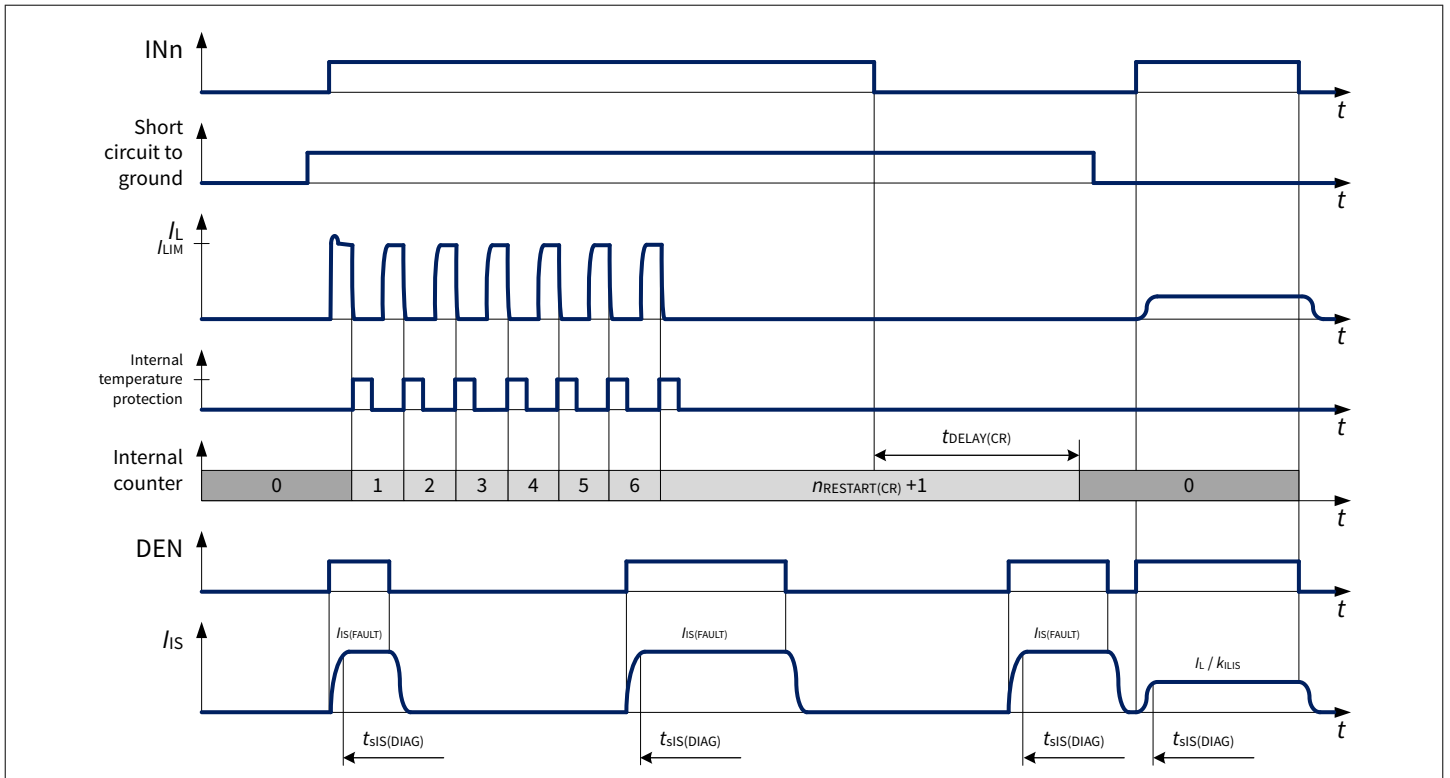 INn
t
Short
circuit to
ground
t
IL
ILIM
t
Internal
temperature
protection
t
tDELAY(CR)
Internal
counter
0 1 2 3 4 5 6 nRESTART(CR) +1 0
t
DEN
t
IIS
IIS(FAULT) IIS(FAULT) IIS(FAULT) IL / kILIS
t
tsIS(DIAG) tsIS(DIAG) tsIS(DIAG) tsIS(DIAG)